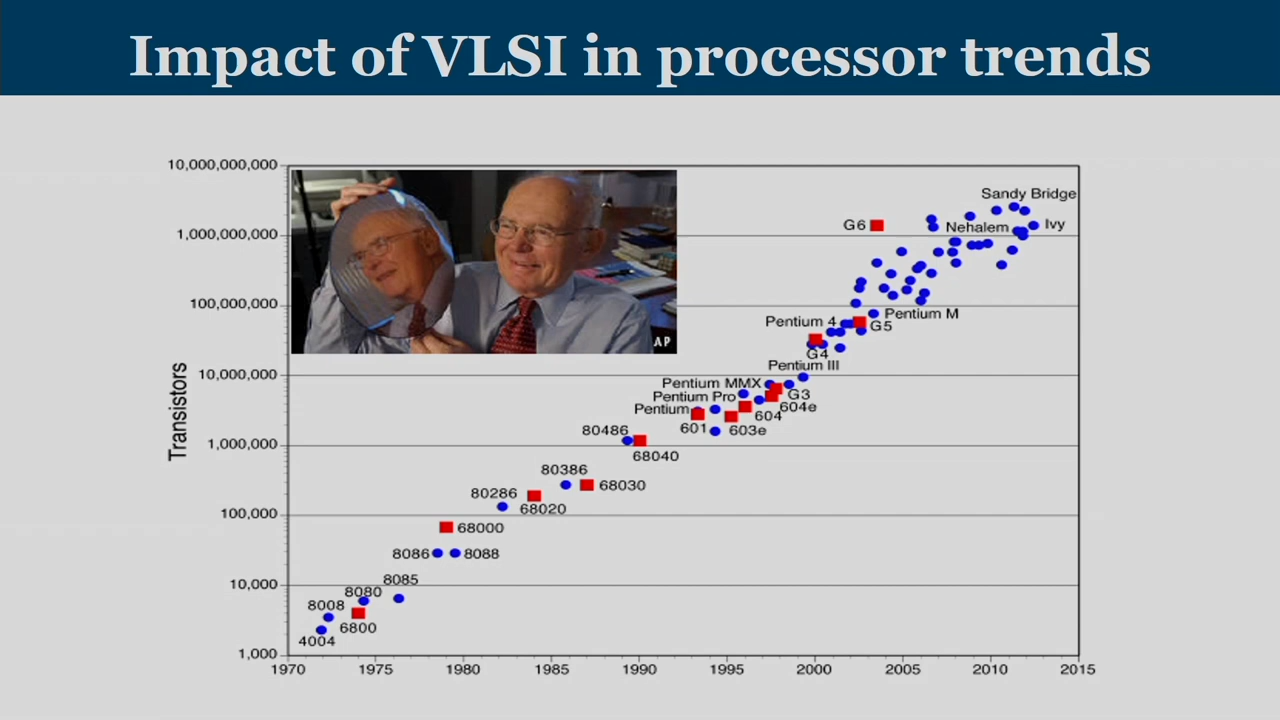 Impact of VLSI in processor trends
10,000,000,000
1,000,000,000
100,000,000
10,000,000
1,000,000
100,000
10,000
1,000
Transistors
1970 1975 1980 1985 1990 1995 2000 2005 2010 2015
AP
Sandy Bridge
G6
Nehalem
Ivy
Pentium 4
Pentium M
G5
G4
Pentium III
Pentium MMX
Pentium Pro
G3
Pentium
604
604e
601
603e
80486
68040
80386
68030
80286
68020
68000
8086
8088
8085
8080
8008
6800
4004